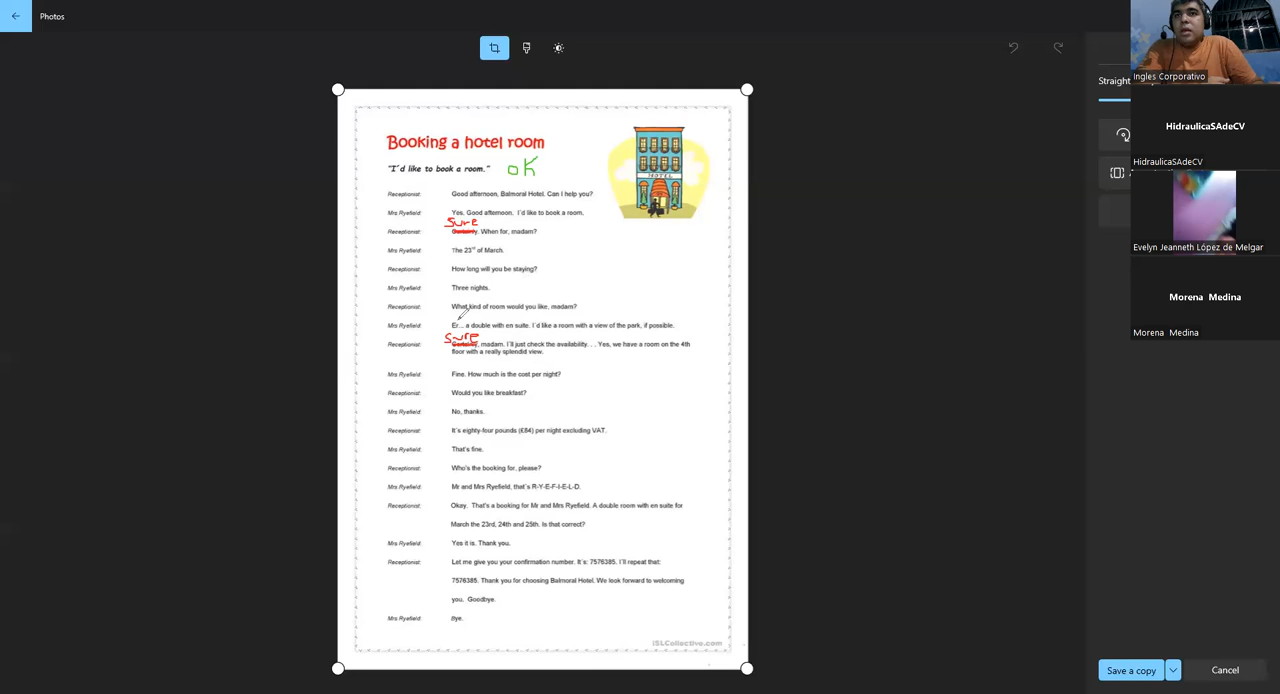 Photos
Ingles Corporativo
Straight
HidraulicaSAdeCV
HidraulicaSAdeCV
Evelyn Jeanneth López de Melgar
Morena Medina
Morena Medina
Booking a hotel room
"I'd like to book a room." OK
HOTEL
Receptionist: Good afternoon, Balmoral Hotel. Can I help you?
Mrs Ryefield: Yes. Good afternoon. I'd like to book a room,
Sure
Receptionist: Certainly. When for, madam?
Mrs Ryefield: The 23rd of March.
Receptionist: How long will you be staying?
Mrs Ryefield: Three nights.
Receptionist: What kind of room would you like, madam?
Mrs Ryefield: Er... a double with en suite. I'd like a room with a view of the park, if possible.
Sure
Receptionist: Certainly, madam. I'll just check the availability. . . Yes, we have a room on the 4th
floor with a really splendid view.
Mrs Ryefield: Fine. How much is the cost per night?
Receptionist: Would you like breakfast?
Mrs Ryefield: No, thanks.
Receptionist: It's eighty-four pounds (£84) per night excluding VAT.
Mrs Ryefield: That's fine.
Receptionist: Who's the booking for, please?
Mrs Ryefield: Mr and Mrs Ryefield, that's R-Y-E-F-I-E-L-D.
Receptionist: Okay. That's a booking for Mr and Mrs Ryefield. A double room with en suite for
March the 23rd, 24th and 25th. Is that correct?
Mrs Ryefield: Yes it is. Thank you.
Receptionist: Let me give you your confirmation number. It's: 7576385. I'll repeat that:
7576385. Thank you for choosing Balmoral Hotel. We look forward to welcoming
you. Goodbye.
Mrs Ryefield: Bye.
iSLCollective.com
Save a copy
Cancel